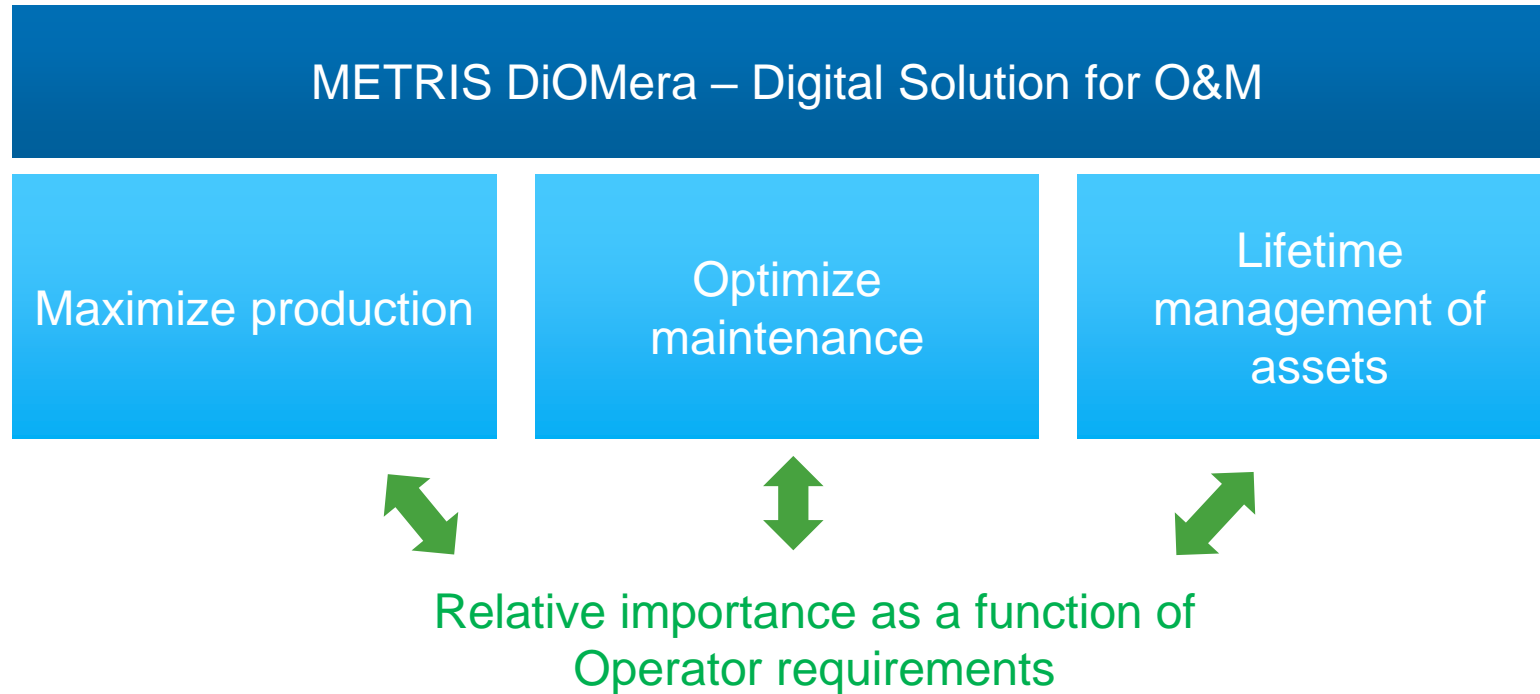 METRIS DiOMera – Digital Solution for O&M
Maximize production
Optimize
maintenance
Lifetime
management of
assets
Relative importance as a function of
Operator requirements